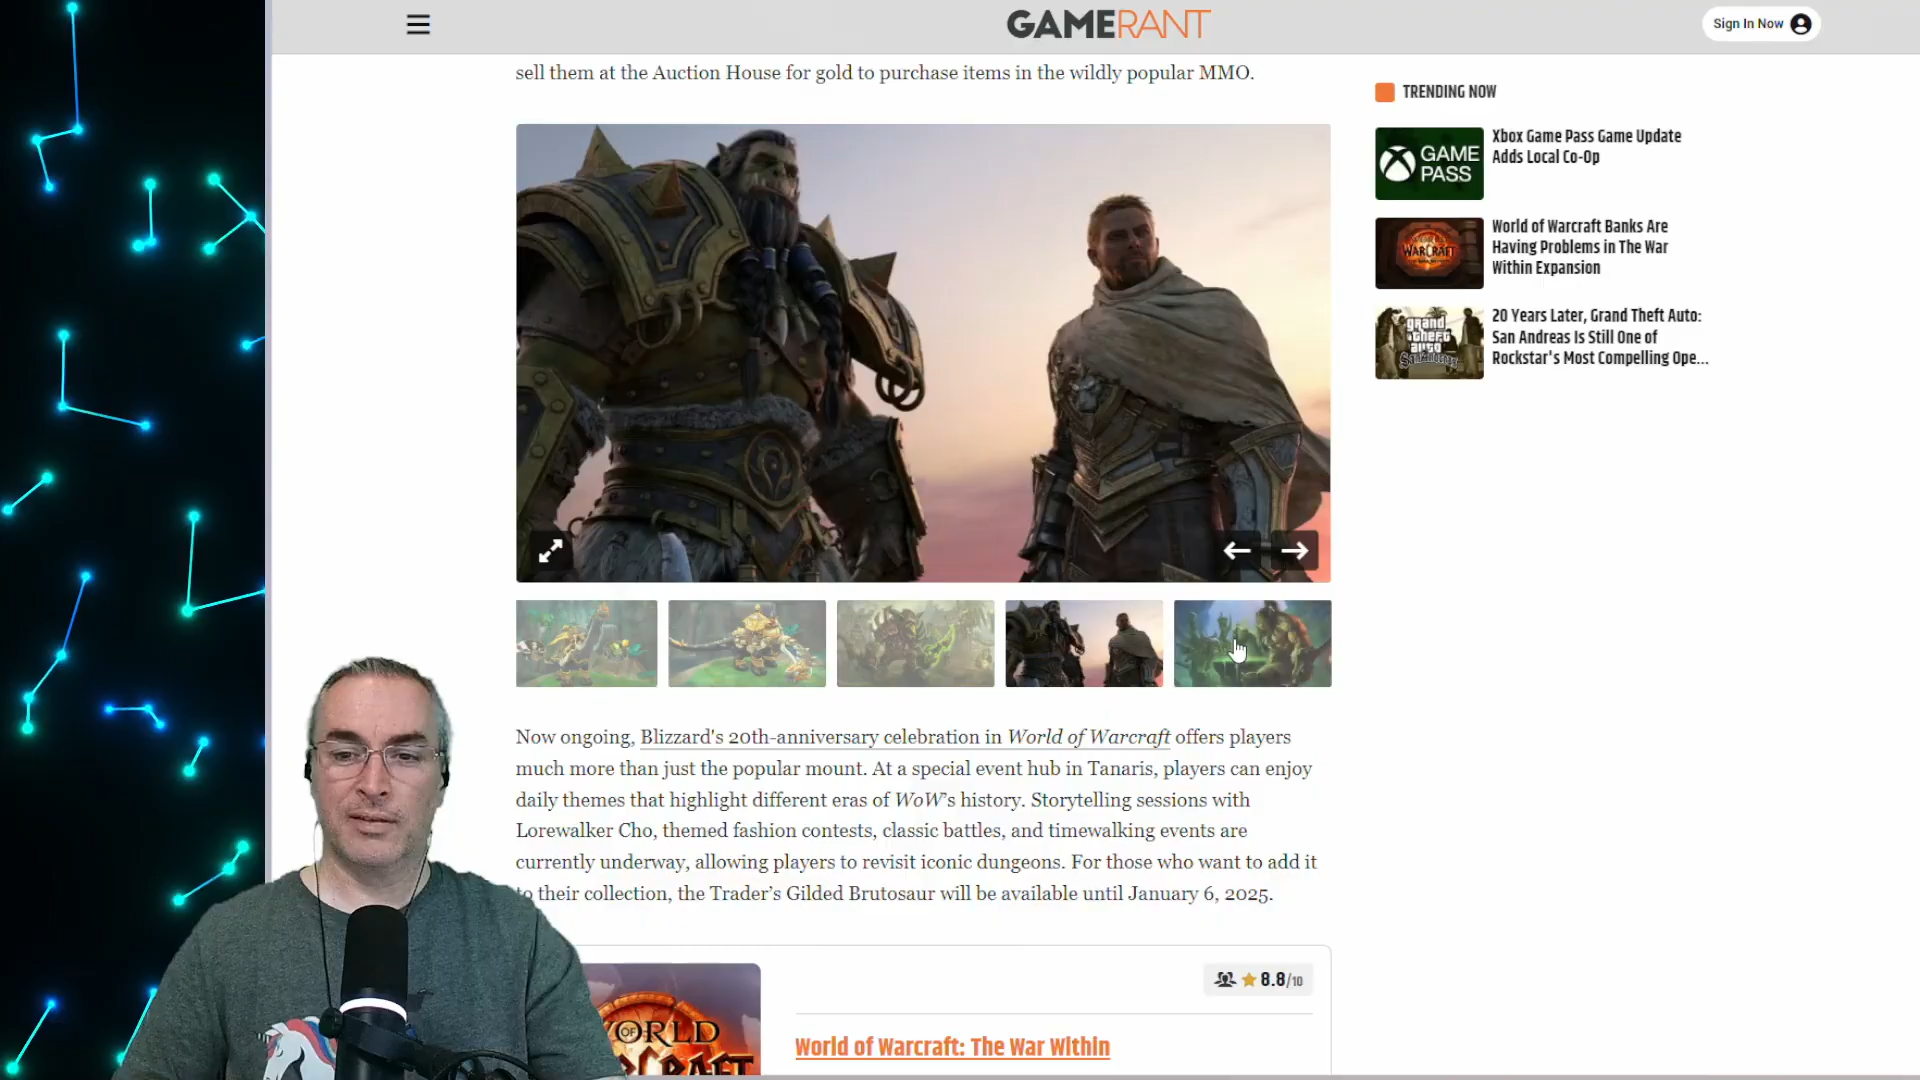 GAMERANT
Sign In Now
sell them at the Auction House for gold to purchase items in the wildly popular MMO.
TRENDING NOW
GAME PASS
Xbox Game Pass Game Update
Adds Local Co-Op
WARCRAFT
World of Warcraft Banks Are
Having Problems in The War
Within Expansion
grand
theft
auto
San Andreas
20 Years Later, Grand Theft Auto:
San Andreas Is Still One of
Rockstar's Most Compelling Ope...
Now ongoing, Blizzard's 20th-anniversary celebration in World of Warcraft offers players
much more than just the popular mount. At a special event hub in Tanaris, players can enjoy
daily themes that highlight different eras of WoW's history. Storytelling sessions with
Lorewalker Cho, themed fashion contests, classic battles, and timewalking events are
currently underway, allowing players to revisit iconic dungeons. For those who want to add it
to their collection, the Trader’s Gilded Brutosaur will be available until January 6, 2025.
8.8/10
WORLD
OF
World of Warcraft: The War Within